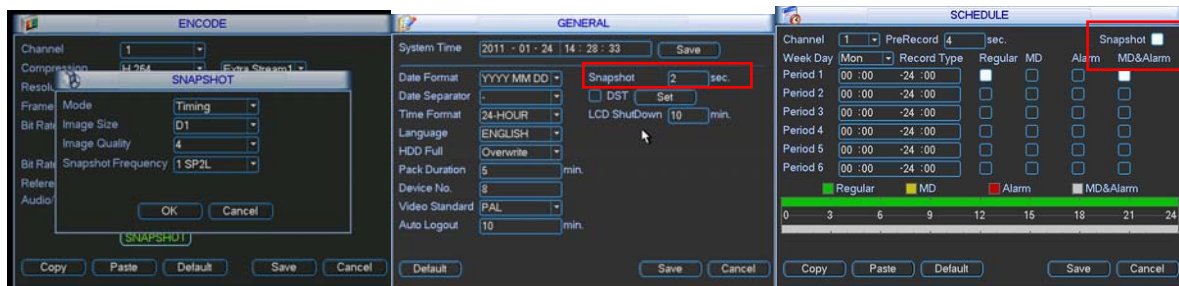 ENCODE
Channel 1
Compression H.264 Extra Stream1
SNAPSHOT
Mode Timing
Image Size D1
Image Quality 4
Snapshot Frequency 1 SP2L
OK Cancel
Resolu
Frame
Bit Rate
Bit Rate
Refere
Audio/
SNAPSHOT
Copy Paste Default Save Cancel
GENERAL
System Time 2011 - 01 - 24 14 : 28 : 33 Save
Date Format YYYY MM DD Snapshot 2 sec.
Date Separator - DST Set
Time Format 24-HOUR LCD ShutDown 10 min.
Language ENGLISH
HDD Full Overwrite
Pack Duration 5 min.
Device No. 8
Video Standard PAL
Auto Logout 10 min.
Default Save Cancel
SCHEDULE
Channel 1 PreRecord 4 sec. Snapshot
Week Day Mon Record Type Regular MD Alarm MD&Alarm
Period 1 00 :00 -24 :00
Period 2 00 :00 -24 :00
Period 3 00 :00 -24 :00
Period 4 00 :00 -24 :00
Period 5 00 :00 -24 :00
Period 6 00 :00 -24 :00
Regular MD Alarm MD&Alarm
0 3 6 9 12 15 18 21 24
Copy Paste Default Save Cancel